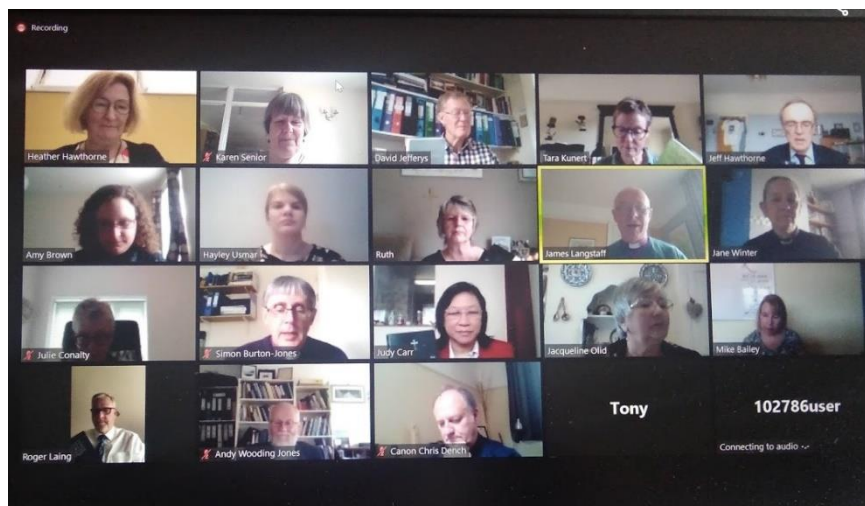 Recording
Heather Hawthorne
Karen Senior
David Jefferys
Tara Kunert
Jeff Hawthorne
Amy Brown
Hayley Usmar
Ruth
James Langstaff
Jane Winter
Julie Conalty
Simon Burton-Jones
Judy Carr
Jacqueline Olid
Mike Bailey
Roger Laing
Andy Wooding Jones
Canon Chris Dench
Tony
102786user
Connecting to audio